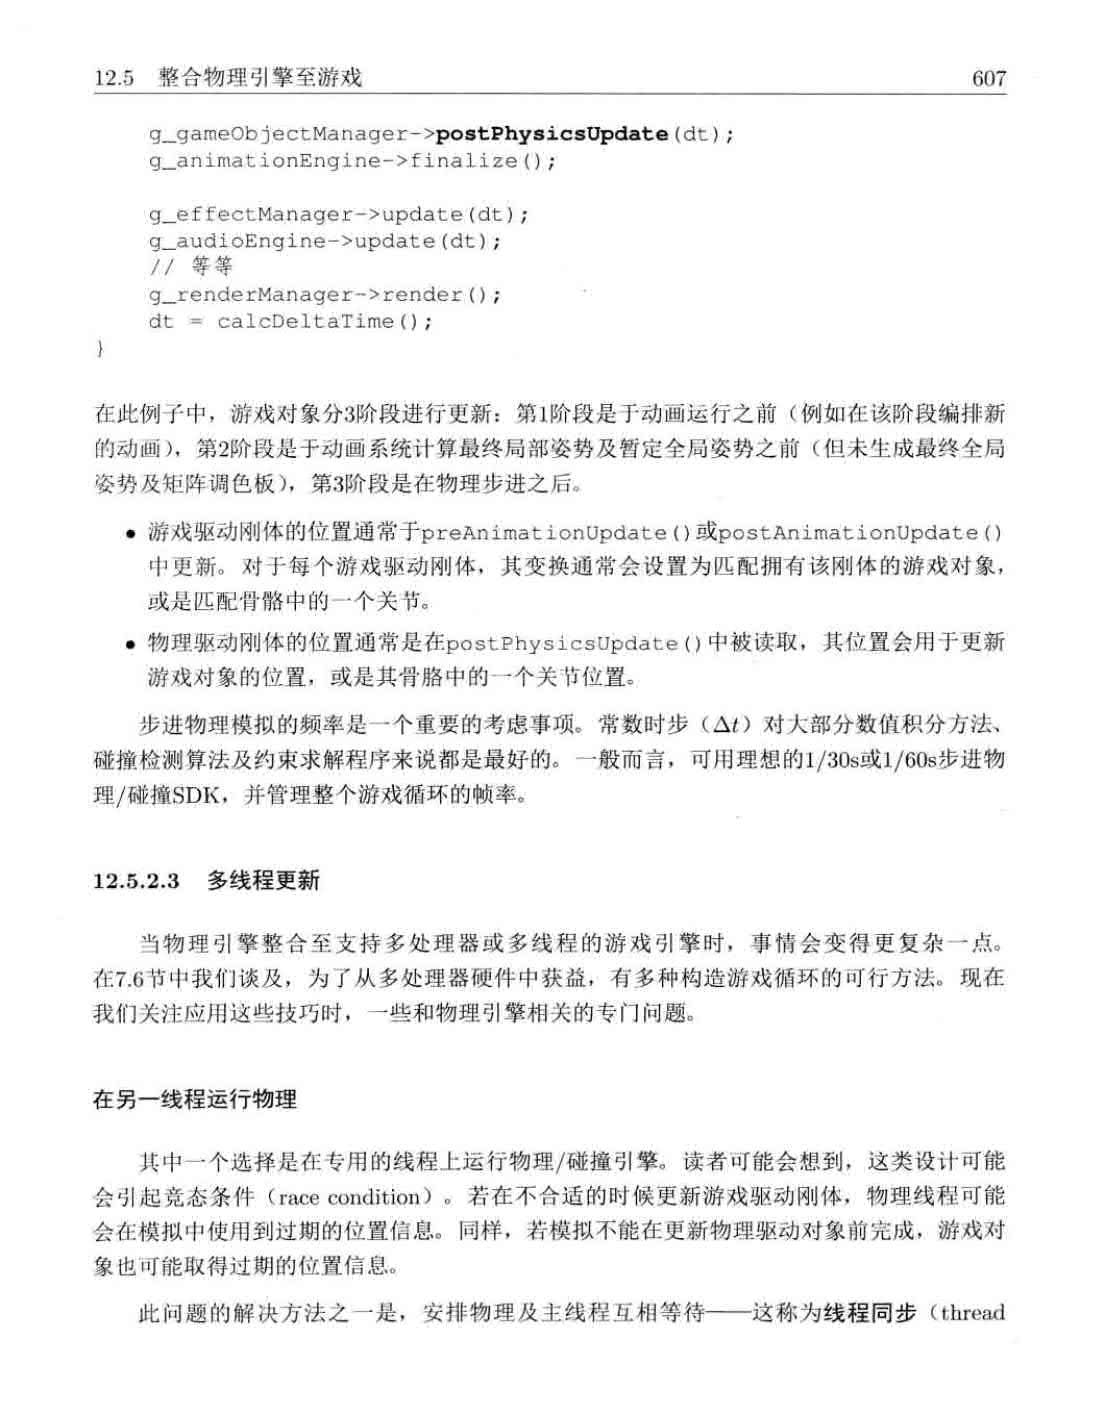 12.5 整合物理引擎至游戏 607
g_gameObjectManager->postPhysicsUpdate(dt);
g_animationEngine->finalize();
g_effectManager->update(dt);
g_audioEngine->update(dt);
// 等等
g_renderManager->render();
dt = calcDeltaTime();
}
在此例子中，游戏对象分3阶段进行更新：第1阶段是于动画运行之前（例如在该阶段编排新
的动画），第2阶段是于动画系统计算最终局部姿势及暂定全局姿势之前（但未生成最终全局
姿势及矩阵调色板），第3阶段是在物理步进之后。
● 游戏驱动刚体的位置通常于preAnimationUpdate()或postAnimationUpdate()
中更新。对于每个游戏驱动刚体，其变换通常会设置为匹配拥有该刚体的游戏对象，
或是匹配骨骼中的一个关节。
● 物理驱动刚体的位置通常是在postPhysicsUpdate()中被读取，其位置会用于更新
游戏对象的位置，或是其骨骼中的一个关节位置。
步进物理模拟的频率是一个重要的考虑事项。常数时步（Δt）对大部分数值积分方法、
碰撞检测算法及约束求解程序来说都是最好的。一般而言，可用理想的1/30s或1/60s步进物
理/碰撞SDK，并管理整个游戏循环的帧率。
12.5.2.3 多线程更新
当物理引擎整合至支持多处理器或多线程的游戏引擎时，事情会变得更复杂一点。
在7.6节中我们谈及，为了从多处理器硬件中获益，有多种构造游戏循环的可行方法。现在
我们关注应用这些技巧时，一些和物理引擎相关的专门问题。
在另一线程运行物理
其中一个选择是在专用的线程上运行物理/碰撞引擎。读者可能会想到，这类设计可能
会引起竞态条件（race condition）。若在不合适的时候更新游戏驱动刚体，物理线程可能
会在模拟中使用到过期的位置信息。同样，若模拟不能在更新物理驱动对象前完成，游戏对
象也可能取得过期的位置信息。
此问题的解决方法之一是，安排物理及主线程互相等待——这称为线程同步（thread